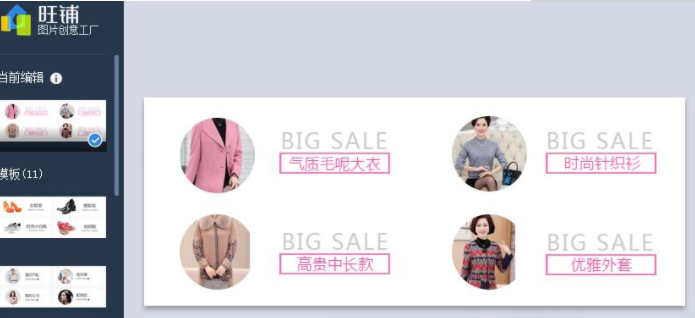 旺铺
图片创意工厂
当前编辑
模板(11)
BIG SALE
气质毛呢大衣
BIG SALE
时尚针织衫
BIG SALE
高贵中长款
BIG SALE
优雅外套